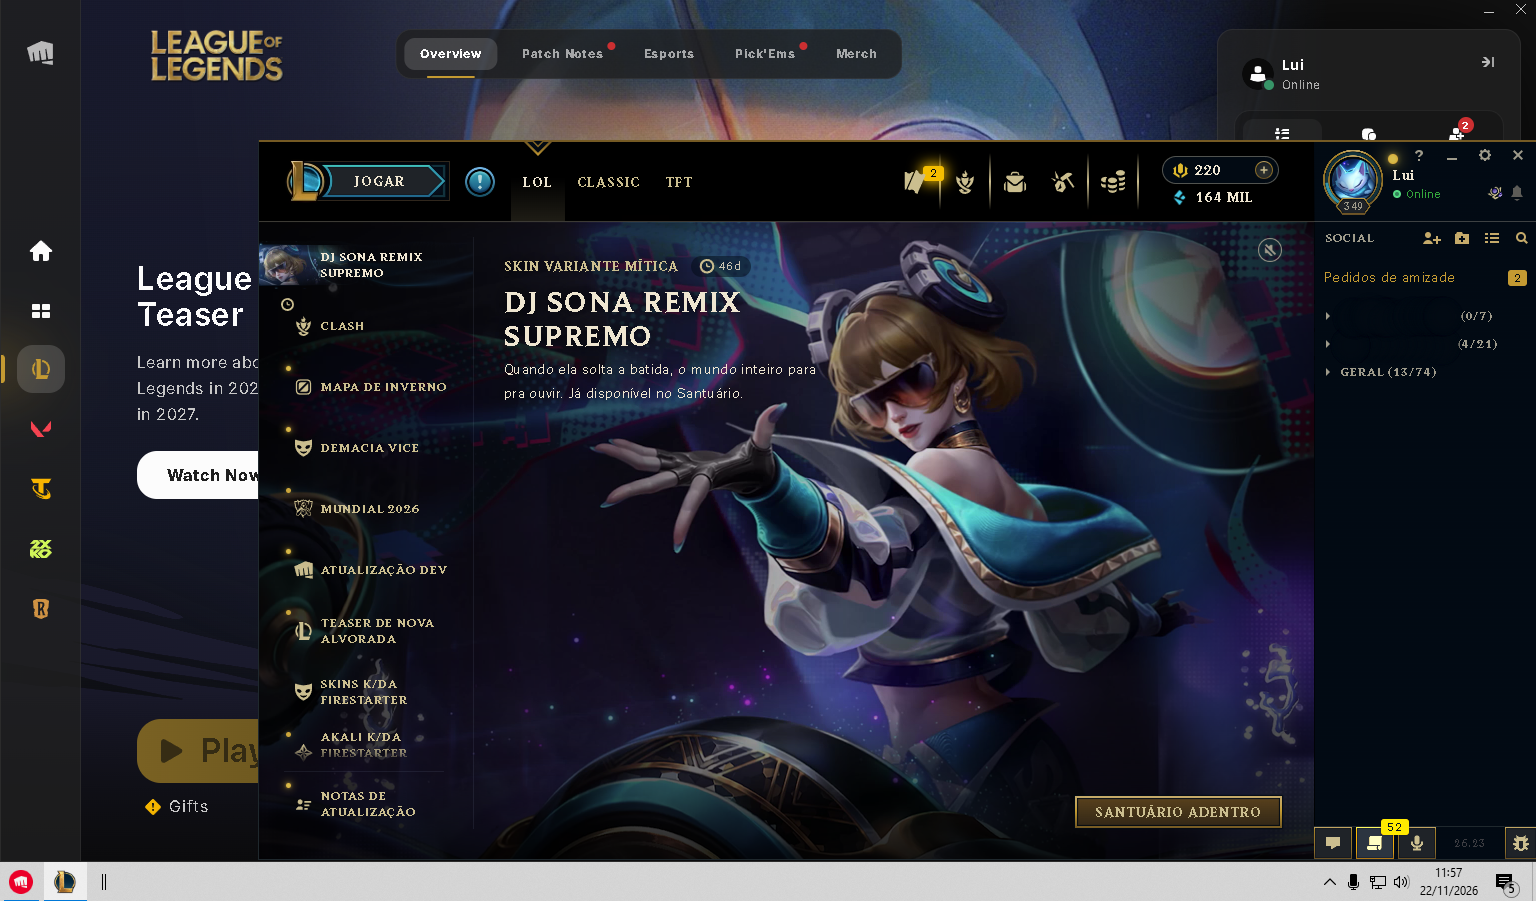 LEAGUE OF
LEGENDS
Overview
Patch Notes
Esports
Pick'Ems
Merch
Lui
Online
2
League
Teaser
Learn more abo
Legends in 202
in 2027.
Watch Now
Play
Gifts
JOGAR
LOL
CLASSIC
TFT
2
220
164 MIL
349
?
Lui
Online
DJ SONA REMIX
SUPREMO
CLASH
MAPA DE INVERNO
DEMACIA VICE
MUNDIAL 2026
ATUALIZAÇÃO DEV
TEASER DE NOVA
ALVORADA
SKINS K/DA
FIRESTARTER
AKALI K/DA
FIRESTARTER
NOTAS DE
ATUALIZAÇÃO
SKIN VARIANTE MÍTICA
46d
DJ SONA REMIX
SUPREMO
Quando ela solta a batida, o mundo inteiro para
pra ouvir. Já disponível no Santuário.
SANTUÁRIO ADENTRO
SOCIAL
Pedidos de amizade
2
(0/7)
(4/21)
GERAL (13/74)
52
26.23
11:57
22/11/2026
5